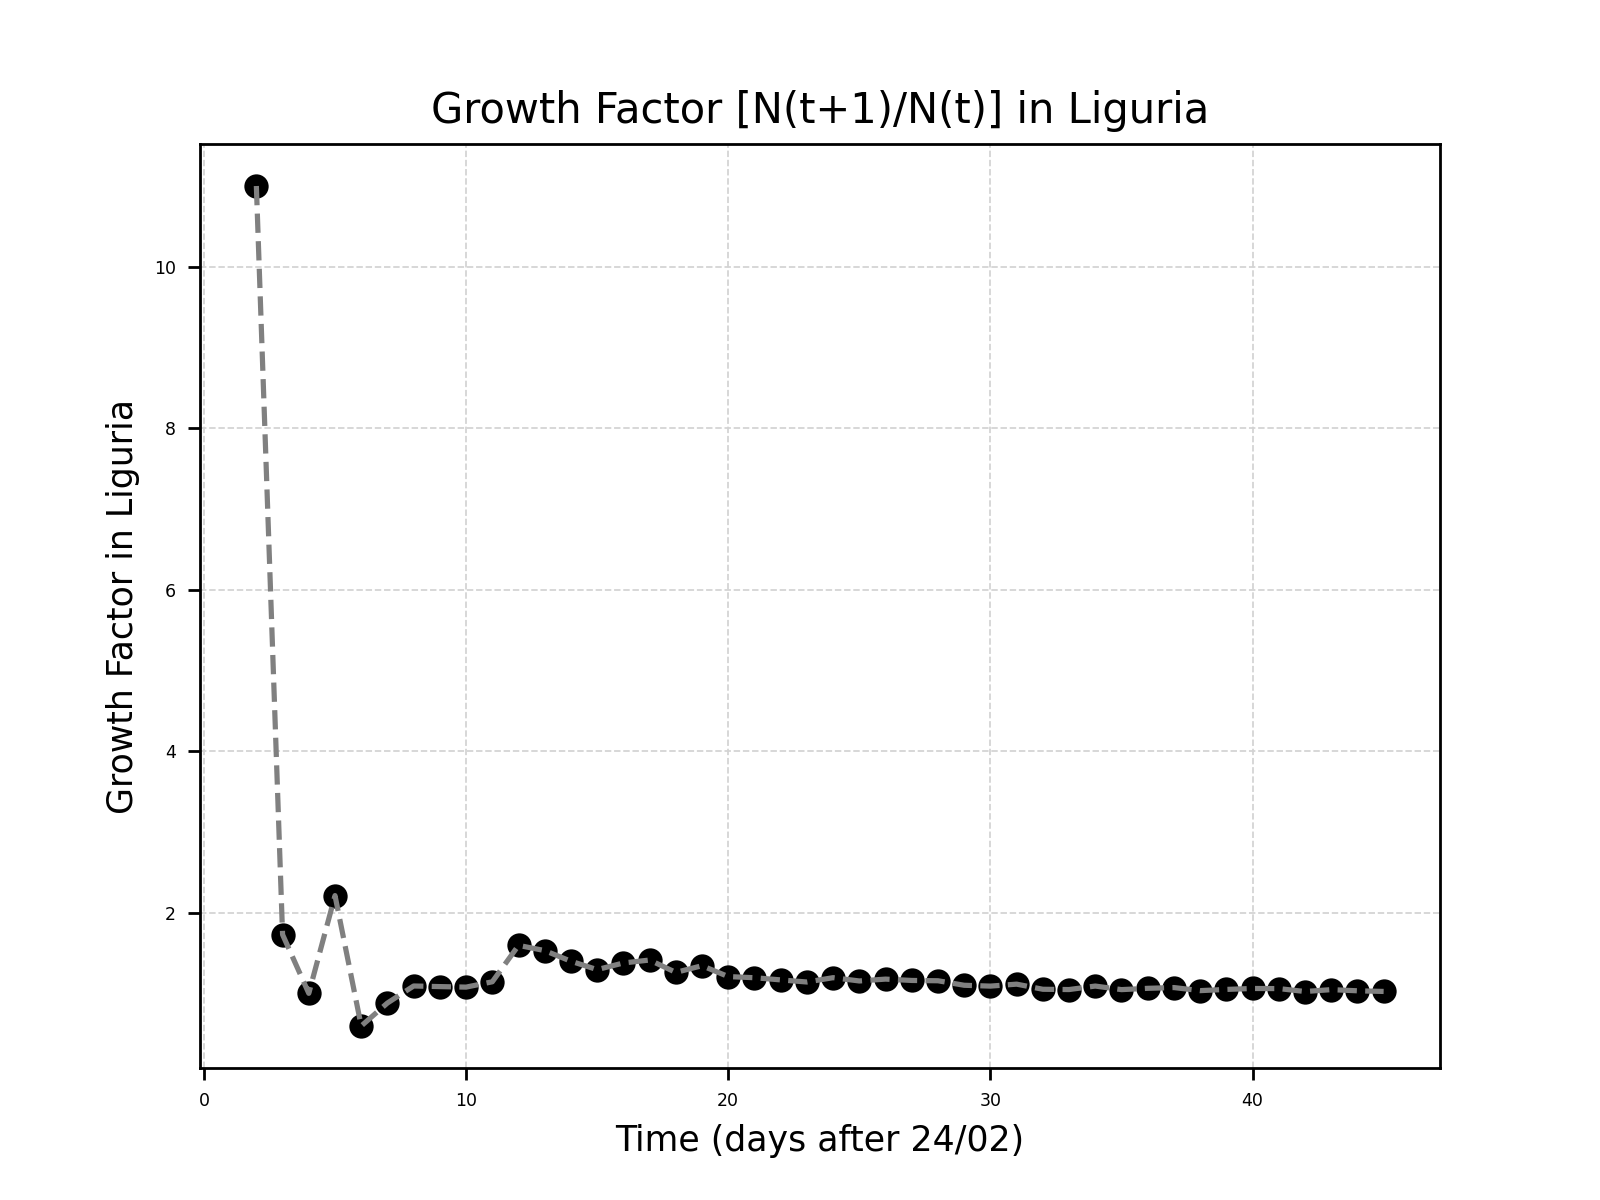 Growth Factor [N(t+1)/N(t)] in Liguria
Growth Factor in Liguria
10
8
6
4
2
0 10 20 30 40
Time (days after 24/02)